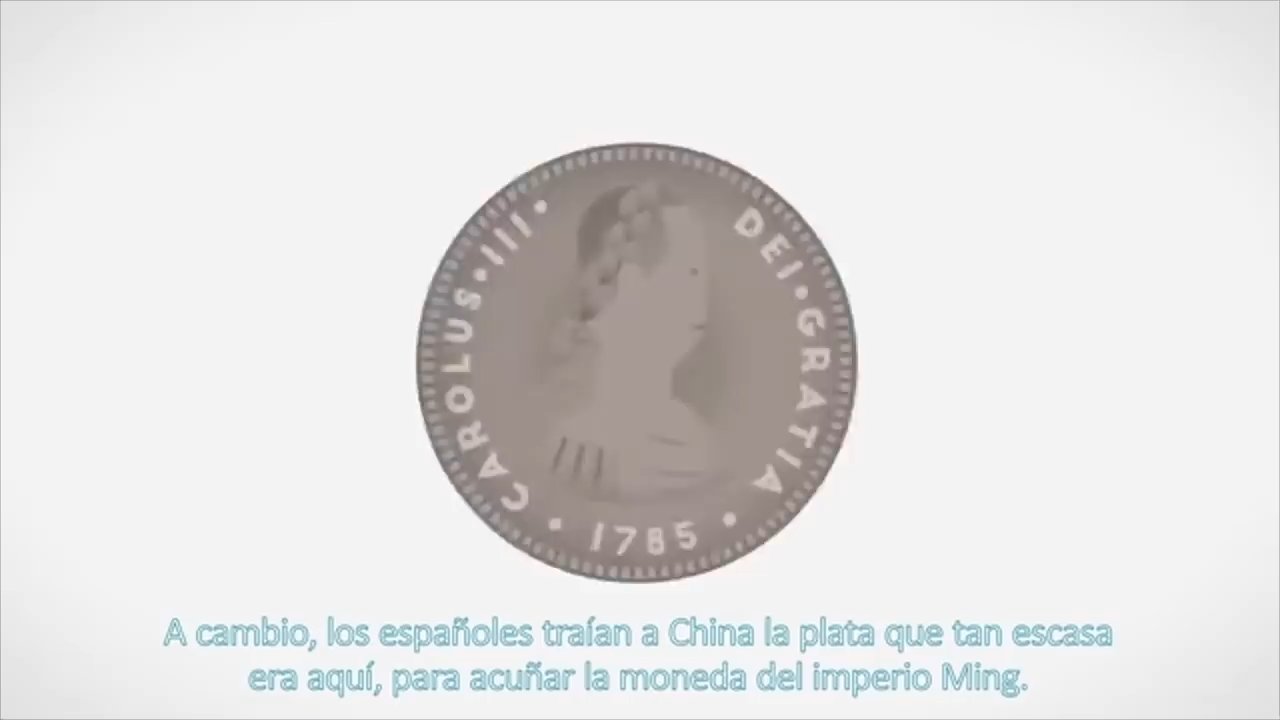 CAROLUS·III· DEI·GRATIA
· 1785 ·
A cambio, los españoles traían a China la plata que tan escasa
era aquí, para acuñar la moneda del imperio Ming.